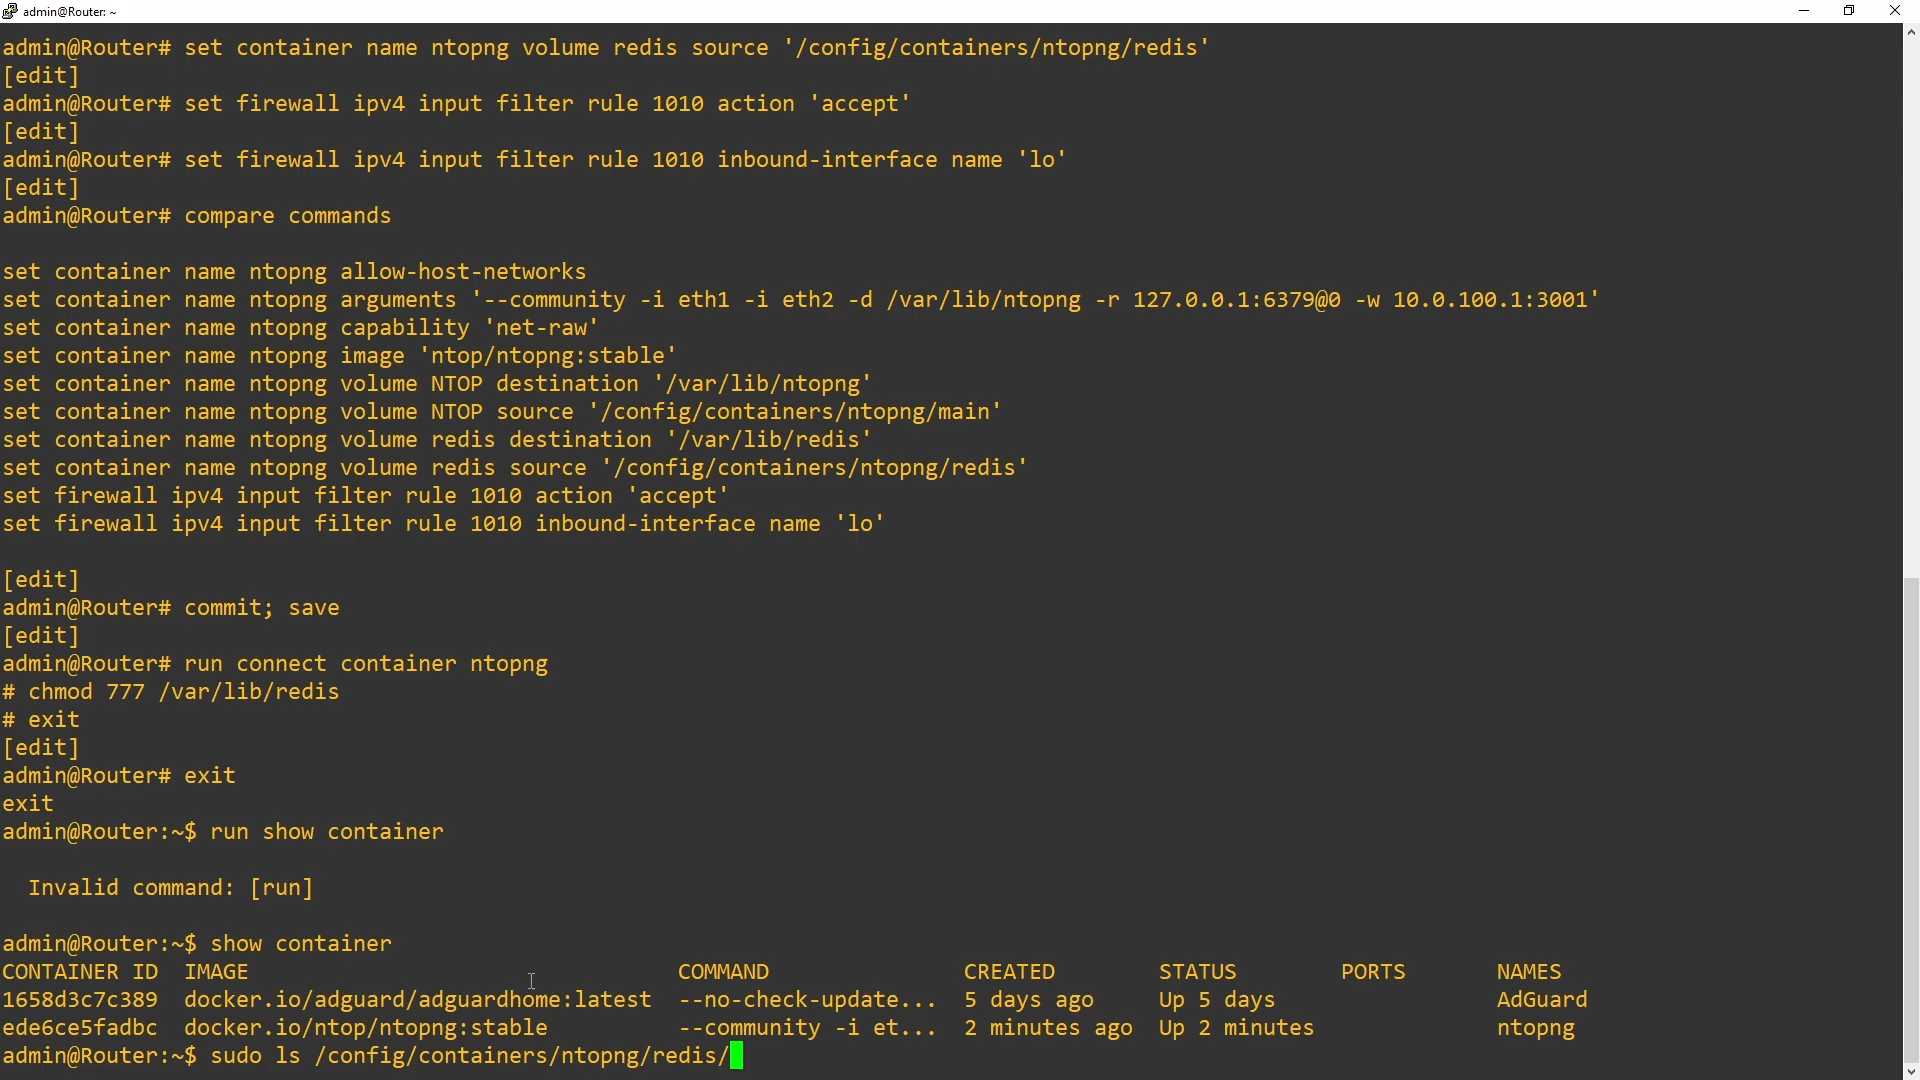 admin@Router: ~
admin@Router# set container name ntopng volume redis source '/config/containers/ntopng/redis'
[edit]
admin@Router# set firewall ipv4 input filter rule 1010 action 'accept'
[edit]
admin@Router# set firewall ipv4 input filter rule 1010 inbound-interface name 'lo'
[edit]
admin@Router# compare commands
set container name ntopng allow-host-networks
set container name ntopng arguments '--community -i eth1 -i eth2 -d /var/lib/ntopng -r 127.0.0.1:6379@0 -w 10.0.100.1:3001'
set container name ntopng capability 'net-raw'
set container name ntopng image 'ntop/ntopng:stable'
set container name ntopng volume NTOP destination '/var/lib/ntopng'
set container name ntopng volume NTOP source '/config/containers/ntopng/main'
set container name ntopng volume redis destination '/var/lib/redis'
set container name ntopng volume redis source '/config/containers/ntopng/redis'
set firewall ipv4 input filter rule 1010 action 'accept'
set firewall ipv4 input filter rule 1010 inbound-interface name 'lo'
[edit]
admin@Router# commit; save
[edit]
admin@Router# run connect container ntopng
# chmod 777 /var/lib/redis
# exit
[edit]
admin@Router# exit
exit
admin@Router:~$ run show container
Invalid command: [run]
admin@Router:~$ show container
CONTAINER ID  IMAGE  COMMAND  CREATED  STATUS  PORTS  NAMES
1658d3c7c389  docker.io/adguard/adguardhome:latest  --no-check-update...  5 days ago  Up 5 days  AdGuard
ede6ce5fadbc  docker.io/ntop/ntopng:stable  --community -i et...  2 minutes ago  Up 2 minutes  ntopng
admin@Router:~$ sudo ls /config/containers/ntopng/redis/